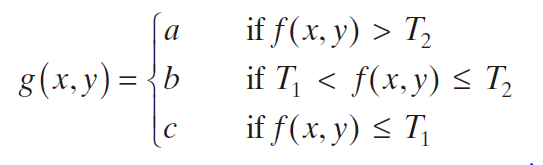 a if f(x, y) > T₂
g(x, y) = { b if T₁ < f(x, y) ≤ T₂
c if f(x, y) ≤ T₁